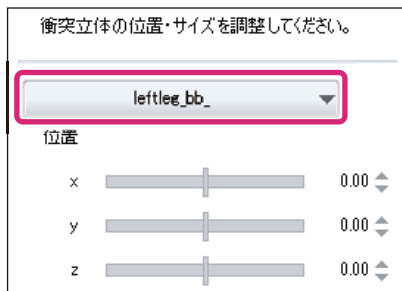 衝突立体の位置・サイズを調整してください。
leftleg_bb_
位置
x 0.00
y 0.00
z 0.00